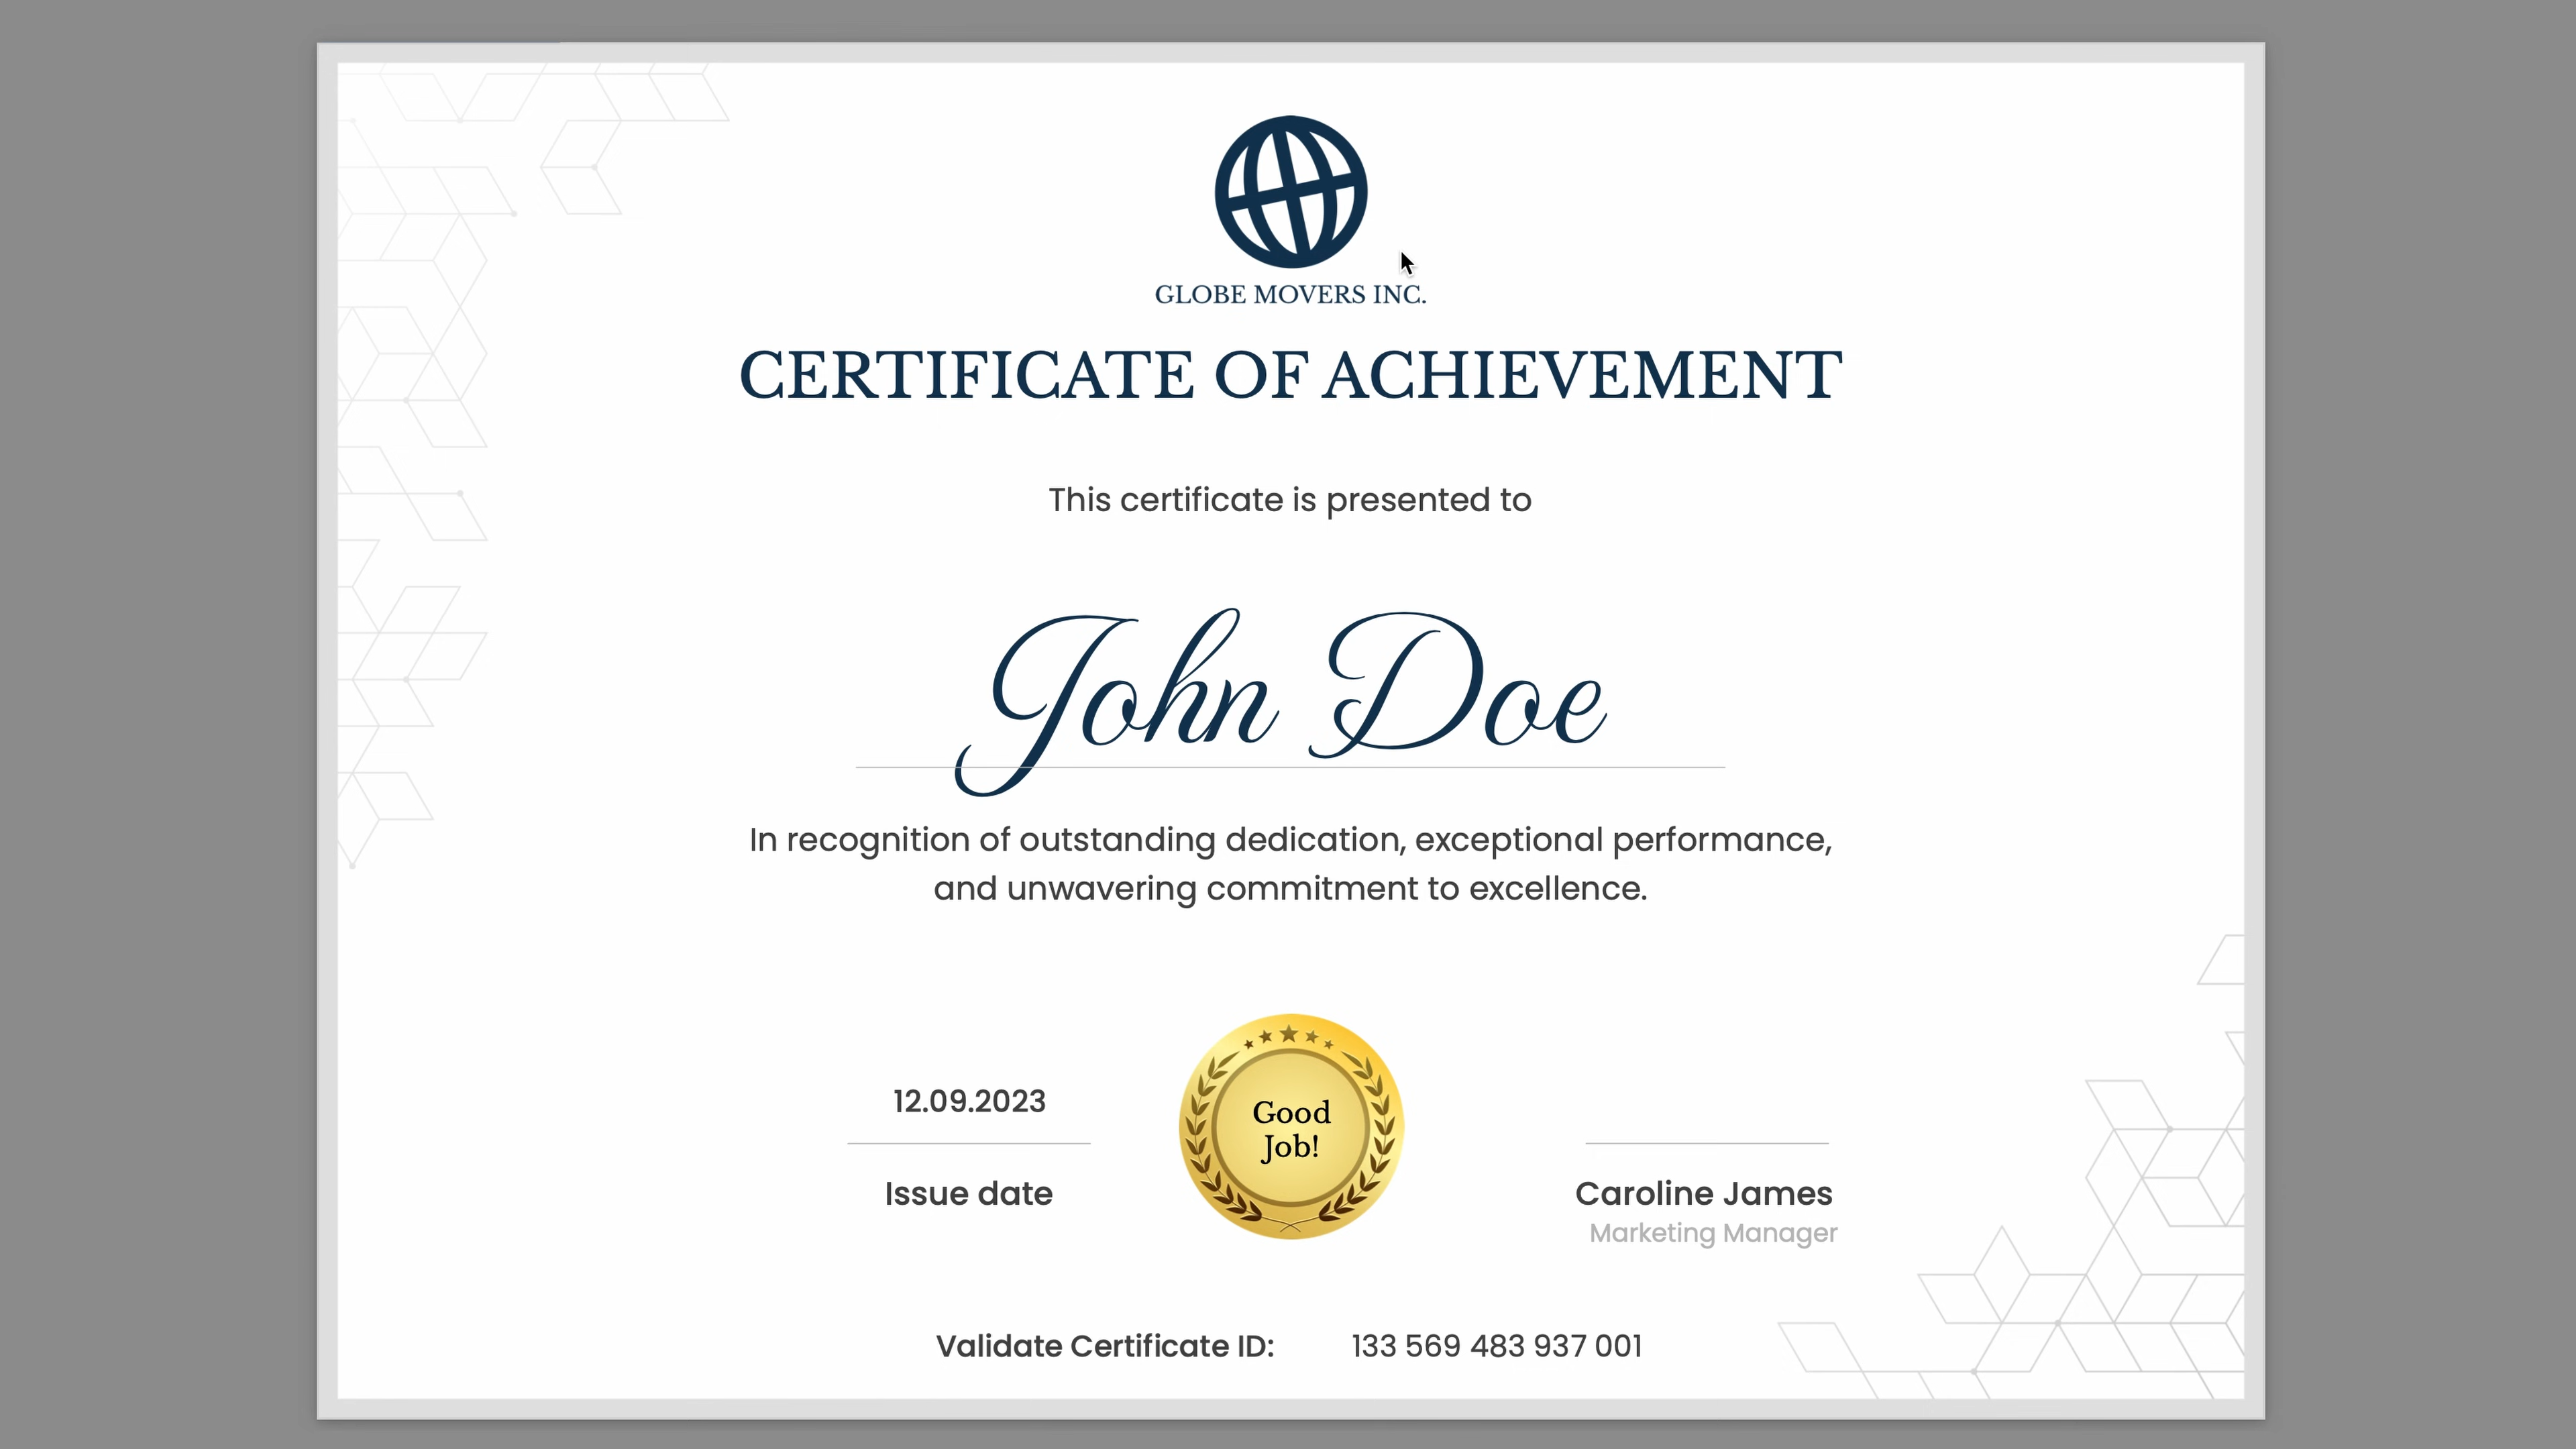 GLOBE MOVERS INC.
CERTIFICATE OF ACHIEVEMENT
This certificate is presented to
John Doe
In recognition of outstanding dedication, exceptional performance,
and unwavering commitment to excellence.
12.09.2023
Issue date
Good
Job!
Caroline James
Marketing Manager
Validate Certificate ID: 133 569 483 937 001